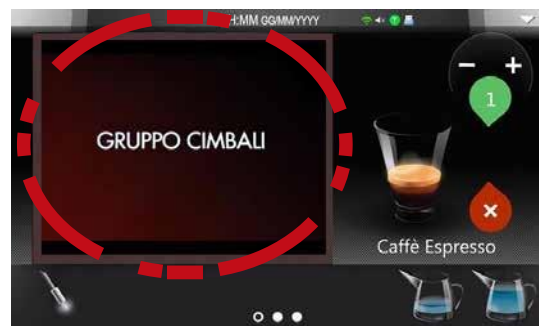 H:MM GG/MM/YYYY
GRUPPO CIMBALI
- +
1
×
Caffè Espresso